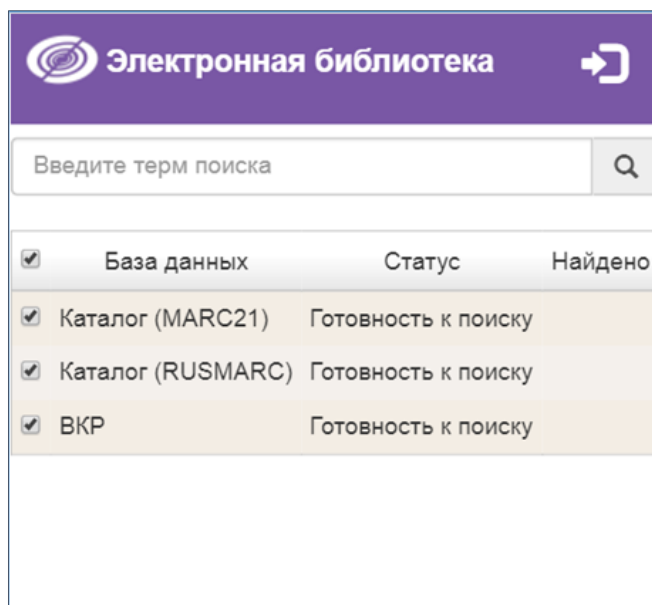 Электронная библиотека
Введите терм поиска
База данных Статус Найдено
Каталог (MARC21) Готовность к поиску
Каталог (RUSMARC) Готовность к поиску
ВКР Готовность к поиску